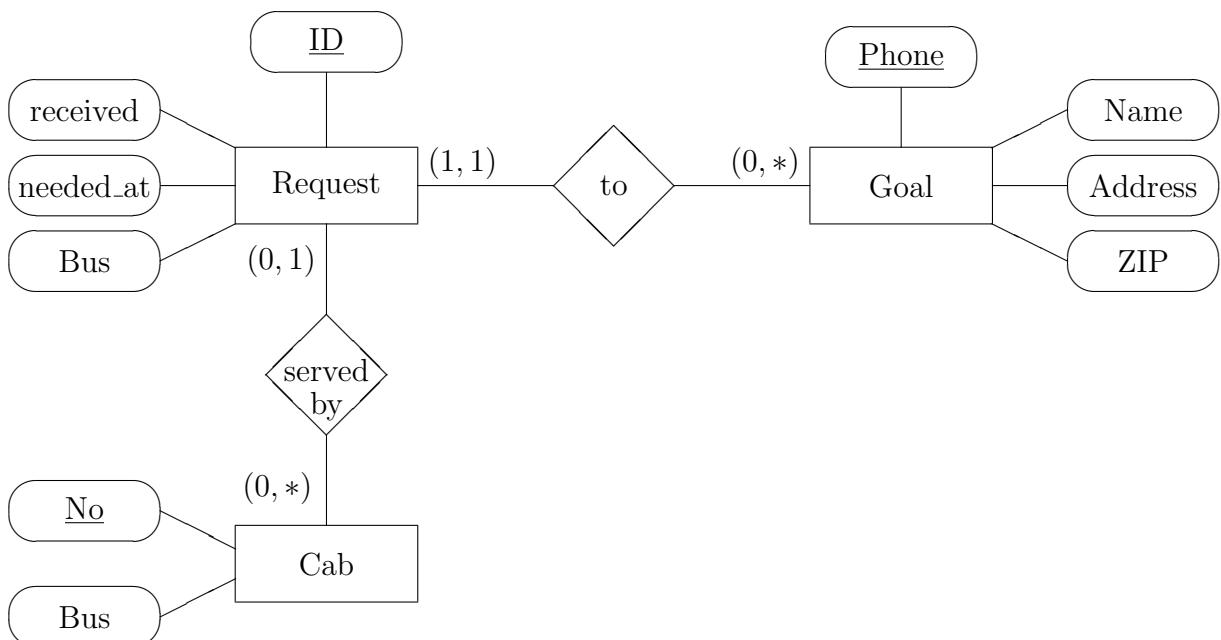 ID
Phone
received
Name
needed_at
Request
(1, 1)
to
(0, ∗)
Goal
Address
Bus
(0, 1)
ZIP
served
by
(0, ∗)
No
Cab
Bus